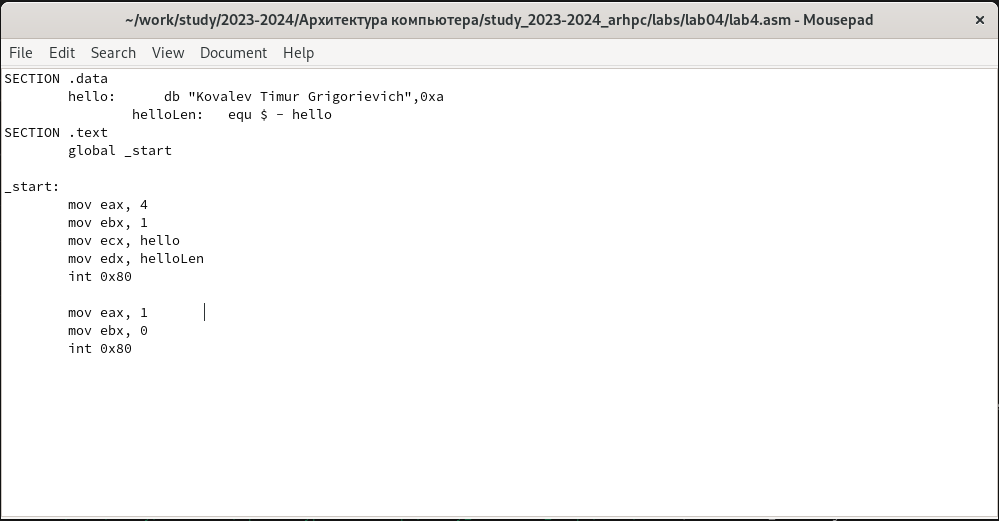 ~/work/study/2023-2024/Архитектура компьютера/study_2023-2024_arhpc/labs/lab04/lab4.asm - Mousepad ×
File Edit Search View Document Help
SECTION .data
        hello:      db "Kovalev Timur Grigorievich",0xa
                helloLen:   equ $ - hello
SECTION .text
        global _start

_start:
        mov eax, 4
        mov ebx, 1
        mov ecx, hello
        mov edx, helloLen
        int 0x80

        mov eax, 1
        mov ebx, 0
        int 0x80